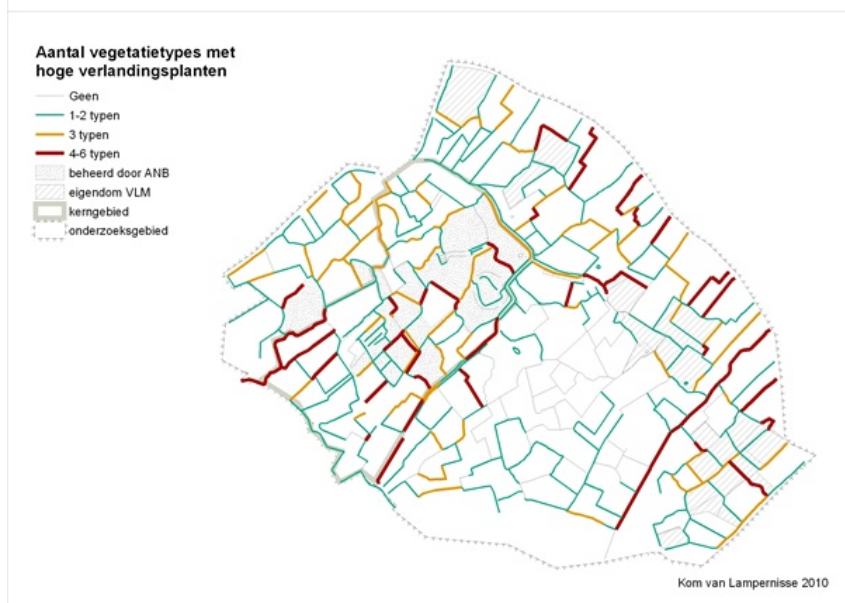 Aantal vegetatietypes met
hoge verlandingsplanten
Geen
1-2 typen
3 typen
4-6 typen
beheerd door ANB
eigendom VLM
kerngebied
onderzoeksgebied
Kom van Lampernisse 2010